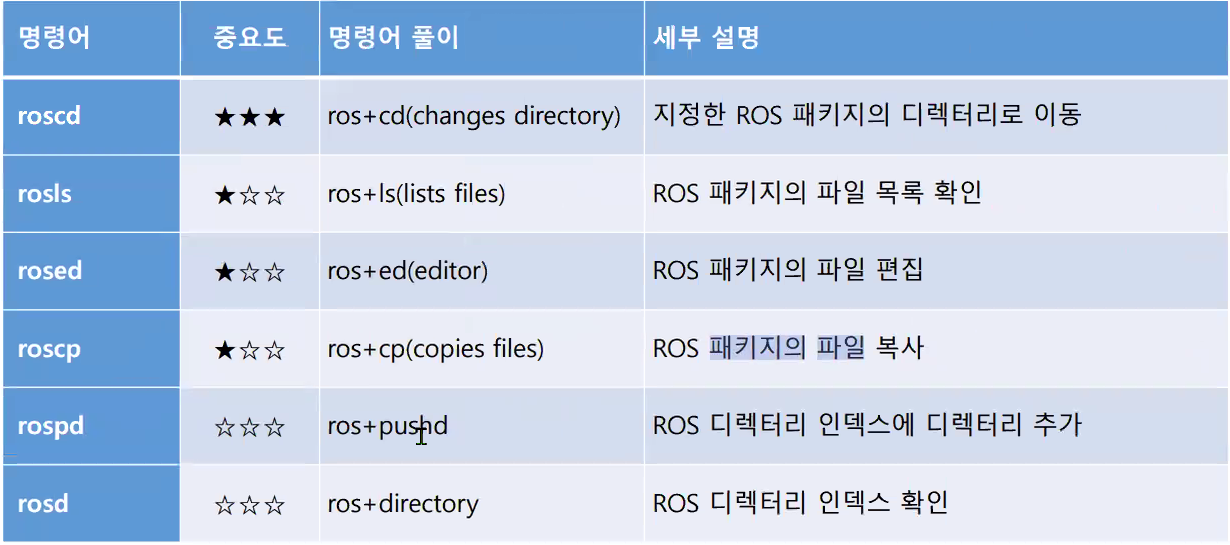 명령어 중요도 명령어 풀이 세부 설명
roscd ★★★ ros+cd(changes directory) 지정한 ROS 패키지의 디렉터리로 이동
rosls ★☆☆ ros+ls(lists files) ROS 패키지의 파일 목록 확인
rosed ★☆☆ ros+ed(editor) ROS 패키지의 파일 편집
roscp ★☆☆ ros+cp(copies files) ROS 패키지의 파일 복사
rospd ☆☆☆ ros+pushd ROS 디렉터리 인덱스에 디렉터리 추가
rosd ☆☆☆ ros+directory ROS 디렉터리 인덱스 확인